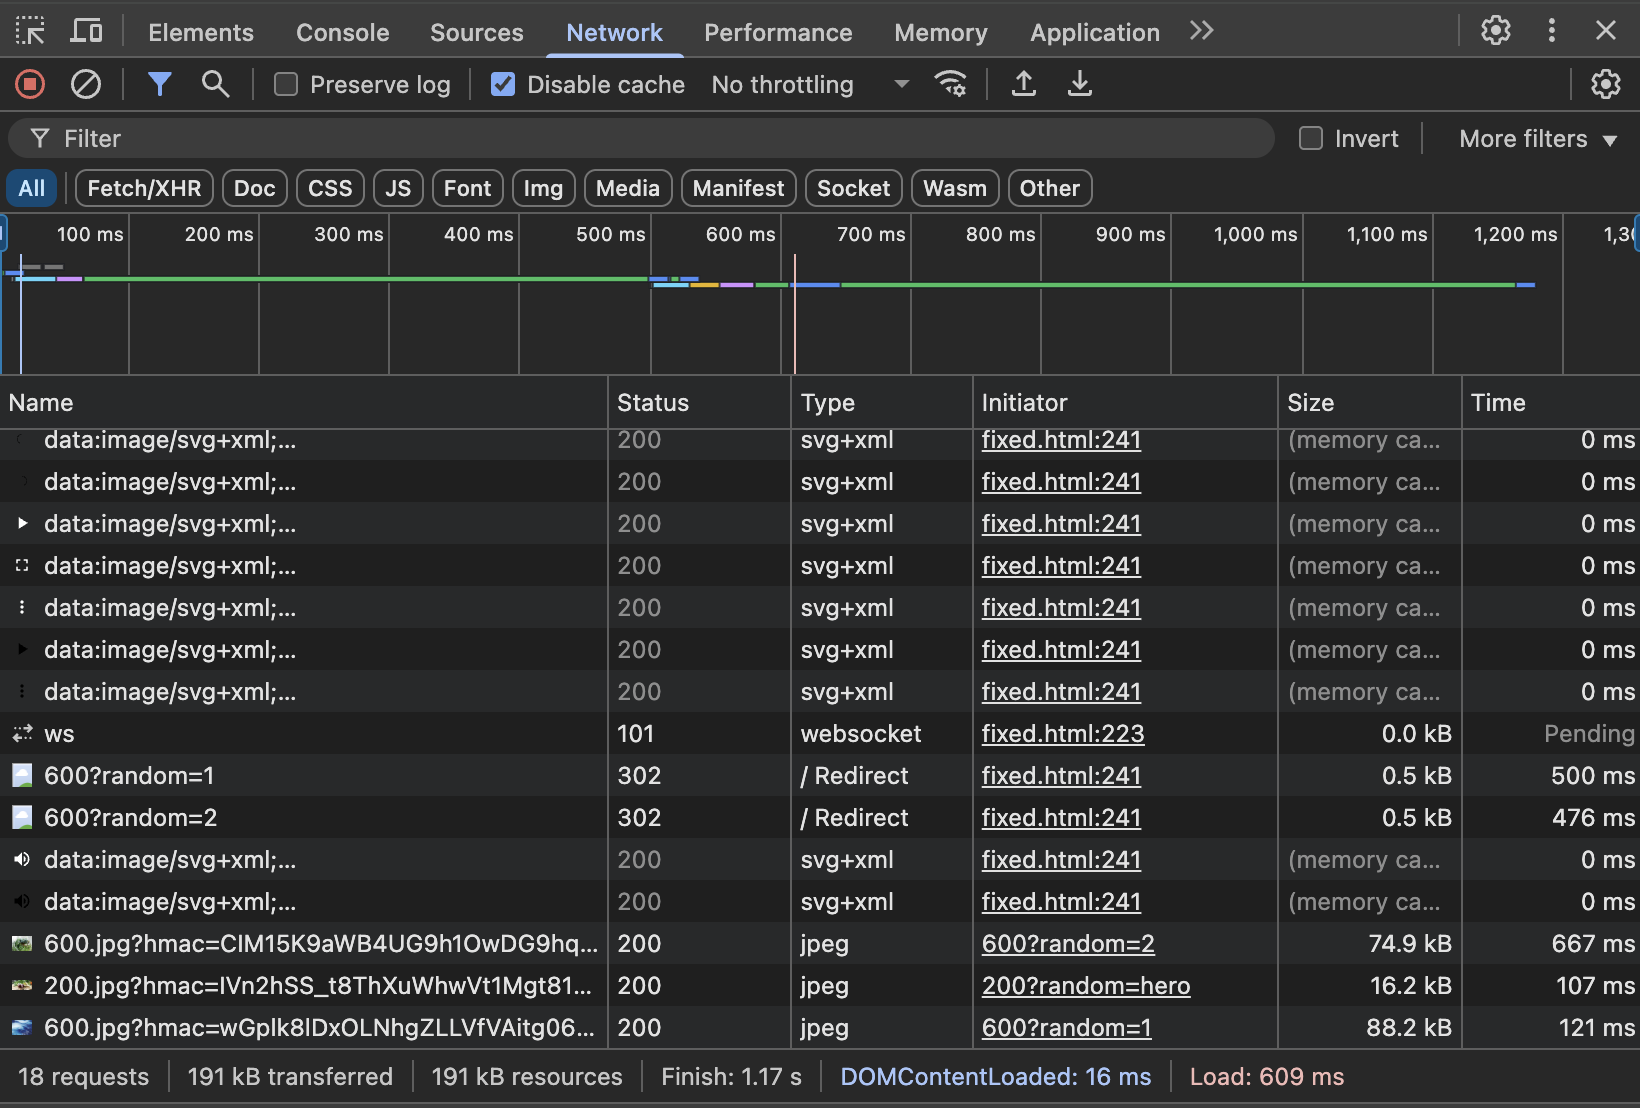 Elements Console Sources Network Performance Memory Application
Preserve log Disable cache No throttling
Filter Invert More filters
All Fetch/XHR Doc CSS JS Font Img Media Manifest Socket Wasm Other
100 ms 200 ms 300 ms 400 ms 500 ms 600 ms 700 ms 800 ms 900 ms 1,000 ms 1,100 ms 1,200 ms
Name Status Type Initiator Size Time
data:image/svg+xml;... 200 svg+xml fixed.html:241 (memory ca... 0 ms
data:image/svg+xml;... 200 svg+xml fixed.html:241 (memory ca... 0 ms
data:image/svg+xml;... 200 svg+xml fixed.html:241 (memory ca... 0 ms
data:image/svg+xml;... 200 svg+xml fixed.html:241 (memory ca... 0 ms
data:image/svg+xml;... 200 svg+xml fixed.html:241 (memory ca... 0 ms
data:image/svg+xml;... 200 svg+xml fixed.html:241 (memory ca... 0 ms
data:image/svg+xml;... 200 svg+xml fixed.html:241 (memory ca... 0 ms
ws 101 websocket fixed.html:223 0.0 kB Pending
600?random=1 302 / Redirect fixed.html:241 0.5 kB 500 ms
600?random=2 302 / Redirect fixed.html:241 0.5 kB 476 ms
data:image/svg+xml;... 200 svg+xml fixed.html:241 (memory ca... 0 ms
data:image/svg+xml;... 200 svg+xml fixed.html:241 (memory ca... 0 ms
600.jpg?hmac=CIM15K9aWB4UG9h1OwDG9hq... 200 jpeg 600?random=2 74.9 kB 667 ms
200.jpg?hmac=IVn2hSS_t8ThXuWhwVt1Mgt81... 200 jpeg 200?random=hero 16.2 kB 107 ms
600.jpg?hmac=wGplk8lDxOLNhgZLLVfVAitg06... 200 jpeg 600?random=1 88.2 kB 121 ms
18 requests 191 kB transferred 191 kB resources Finish: 1.17 s DOMContentLoaded: 16 ms Load: 609 ms